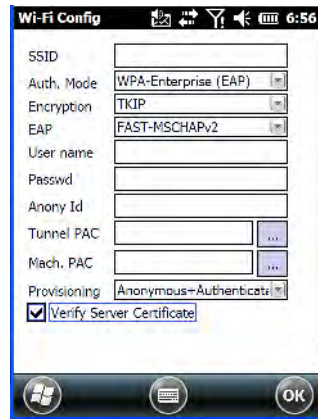 Wi-Fi Config 6:56
SSID
Auth. Mode WPA-Enterprise (EAP)
Encryption TKIP
EAP FAST-MSCHAPv2
User name
Passwd
Anony Id
Tunnel PAC ...
Mach. PAC ...
Provisioning Anonymous+Authenticate
Verify Server Certificate
OK